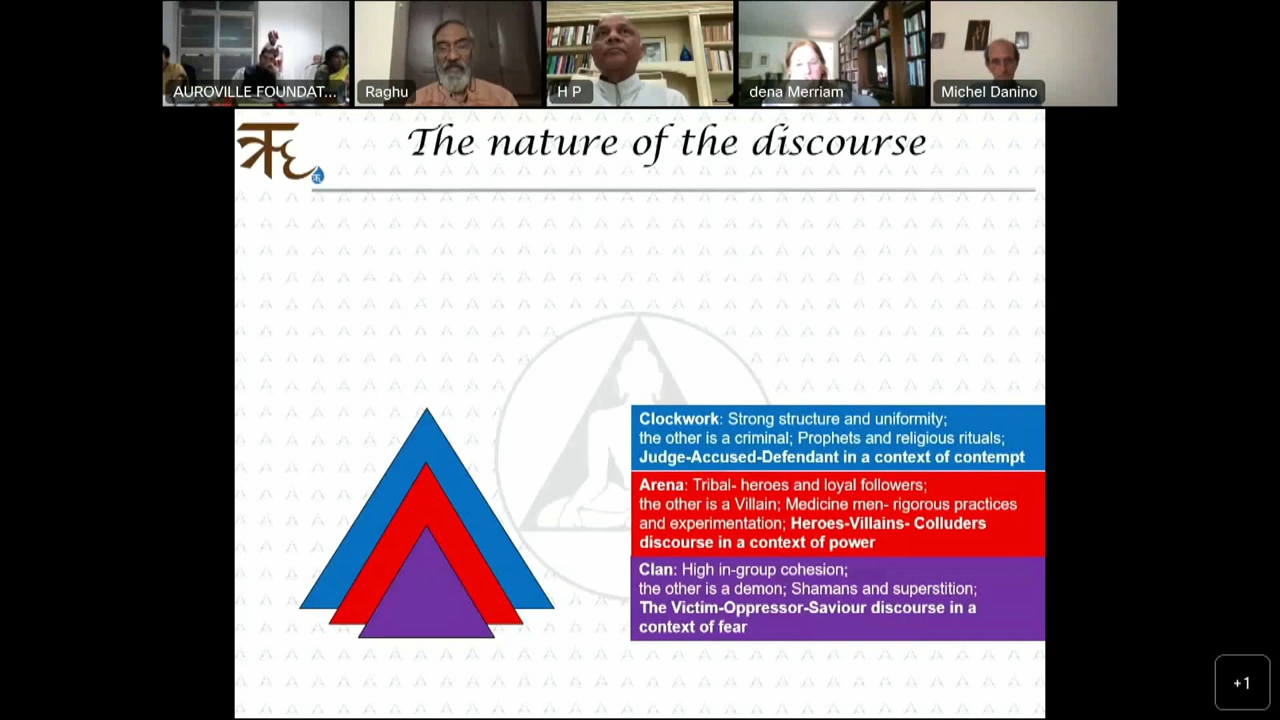 AUROVILLE FOUNDAT...
Raghu
H P
dena Merriam
Michel Danino
The nature of the discourse
Clockwork: Strong structure and uniformity;
the other is a criminal; Prophets and religious rituals;
Judge-Accused-Defendant in a context of contempt
Arena: Tribal- heroes and loyal followers;
the other is a Villain; Medicine men- rigorous practices
and experimentation; Heroes-Villains- Colluders
discourse in a context of power
Clan: High in-group cohesion;
the other is a demon; Shamans and superstition;
The Victim-Oppressor-Saviour discourse in a
context of fear
+1